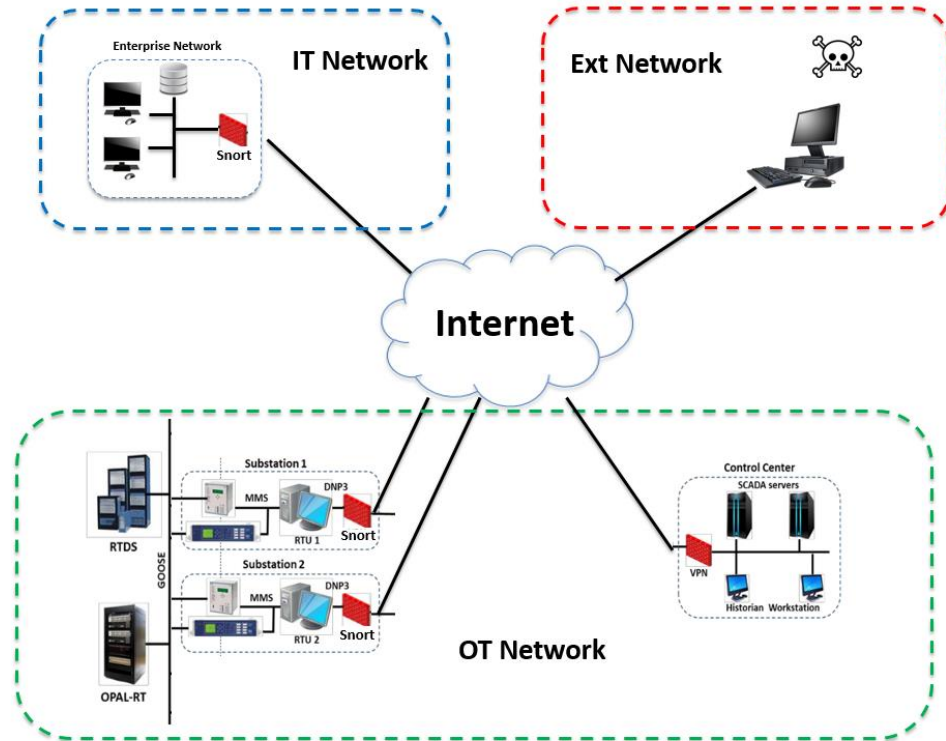 Enterprise Network
IT Network
Snort
Ext Network
Internet
Substation 1
RTDS
MMS
DNP3
RTU 1
Snort
GOOSE
Substation 2
OPAL-RT
MMS
DNP3
RTU 2
Snort
Control Center
SCADA servers
VPN
Historian Workstation
OT Network